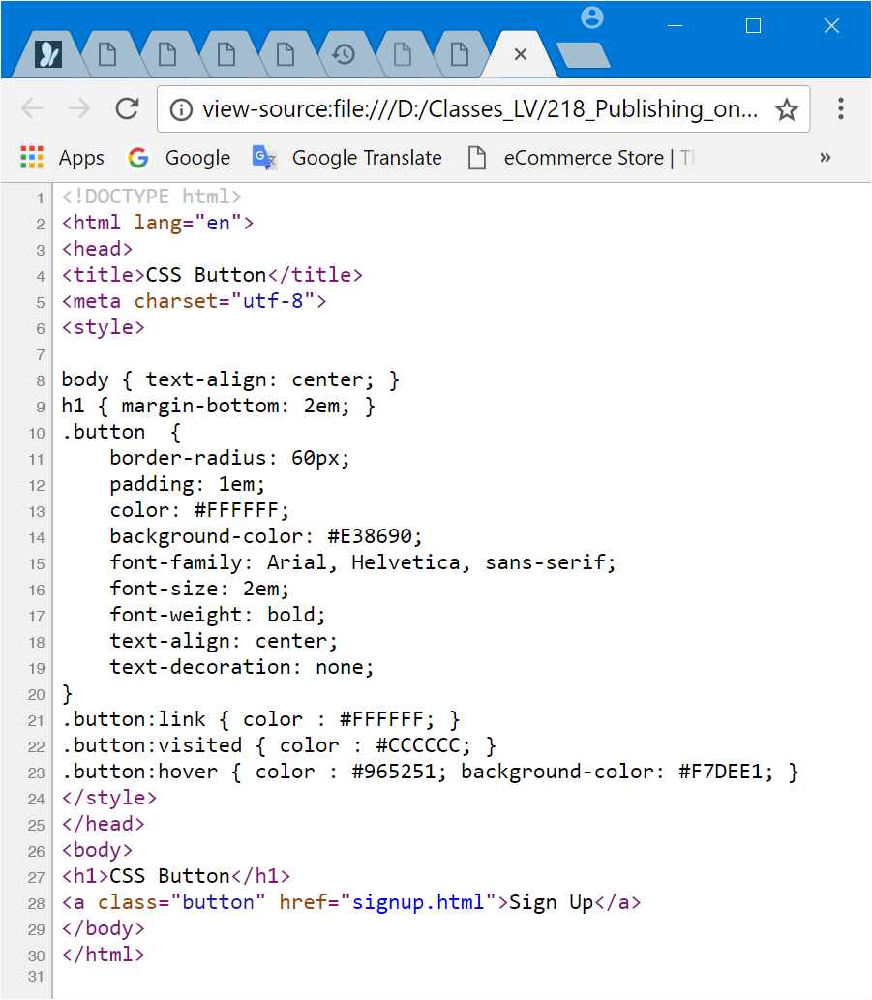 view-source:file:///D:/Classes_LV/218_Publishing_on...
Apps Google Google Translate eCommerce Store | Th »
1 <!DOCTYPE html>
2 <html lang="en">
3 <head>
4 <title>CSS Button</title>
5 <meta charset="utf-8">
6 <style>
7
8 body { text-align: center; }
9 h1 { margin-bottom: 2em; }
10 .button  {
11     border-radius: 60px;
12     padding: 1em;
13     color: #FFFFFF;
14     background-color: #E38690;
15     font-family: Arial, Helvetica, sans-serif;
16     font-size: 2em;
17     font-weight: bold;
18     text-align: center;
19     text-decoration: none;
20 }
21 .button:link { color : #FFFFFF; }
22 .button:visited { color : #CCCCCC; }
23 .button:hover { color : #965251; background-color: #F7DEE1; }
24 </style>
25 </head>
26 <body>
27 <h1>CSS Button</h1>
28 <a class="button" href="signup.html">Sign Up</a>
29 </body>
30 </html>
31